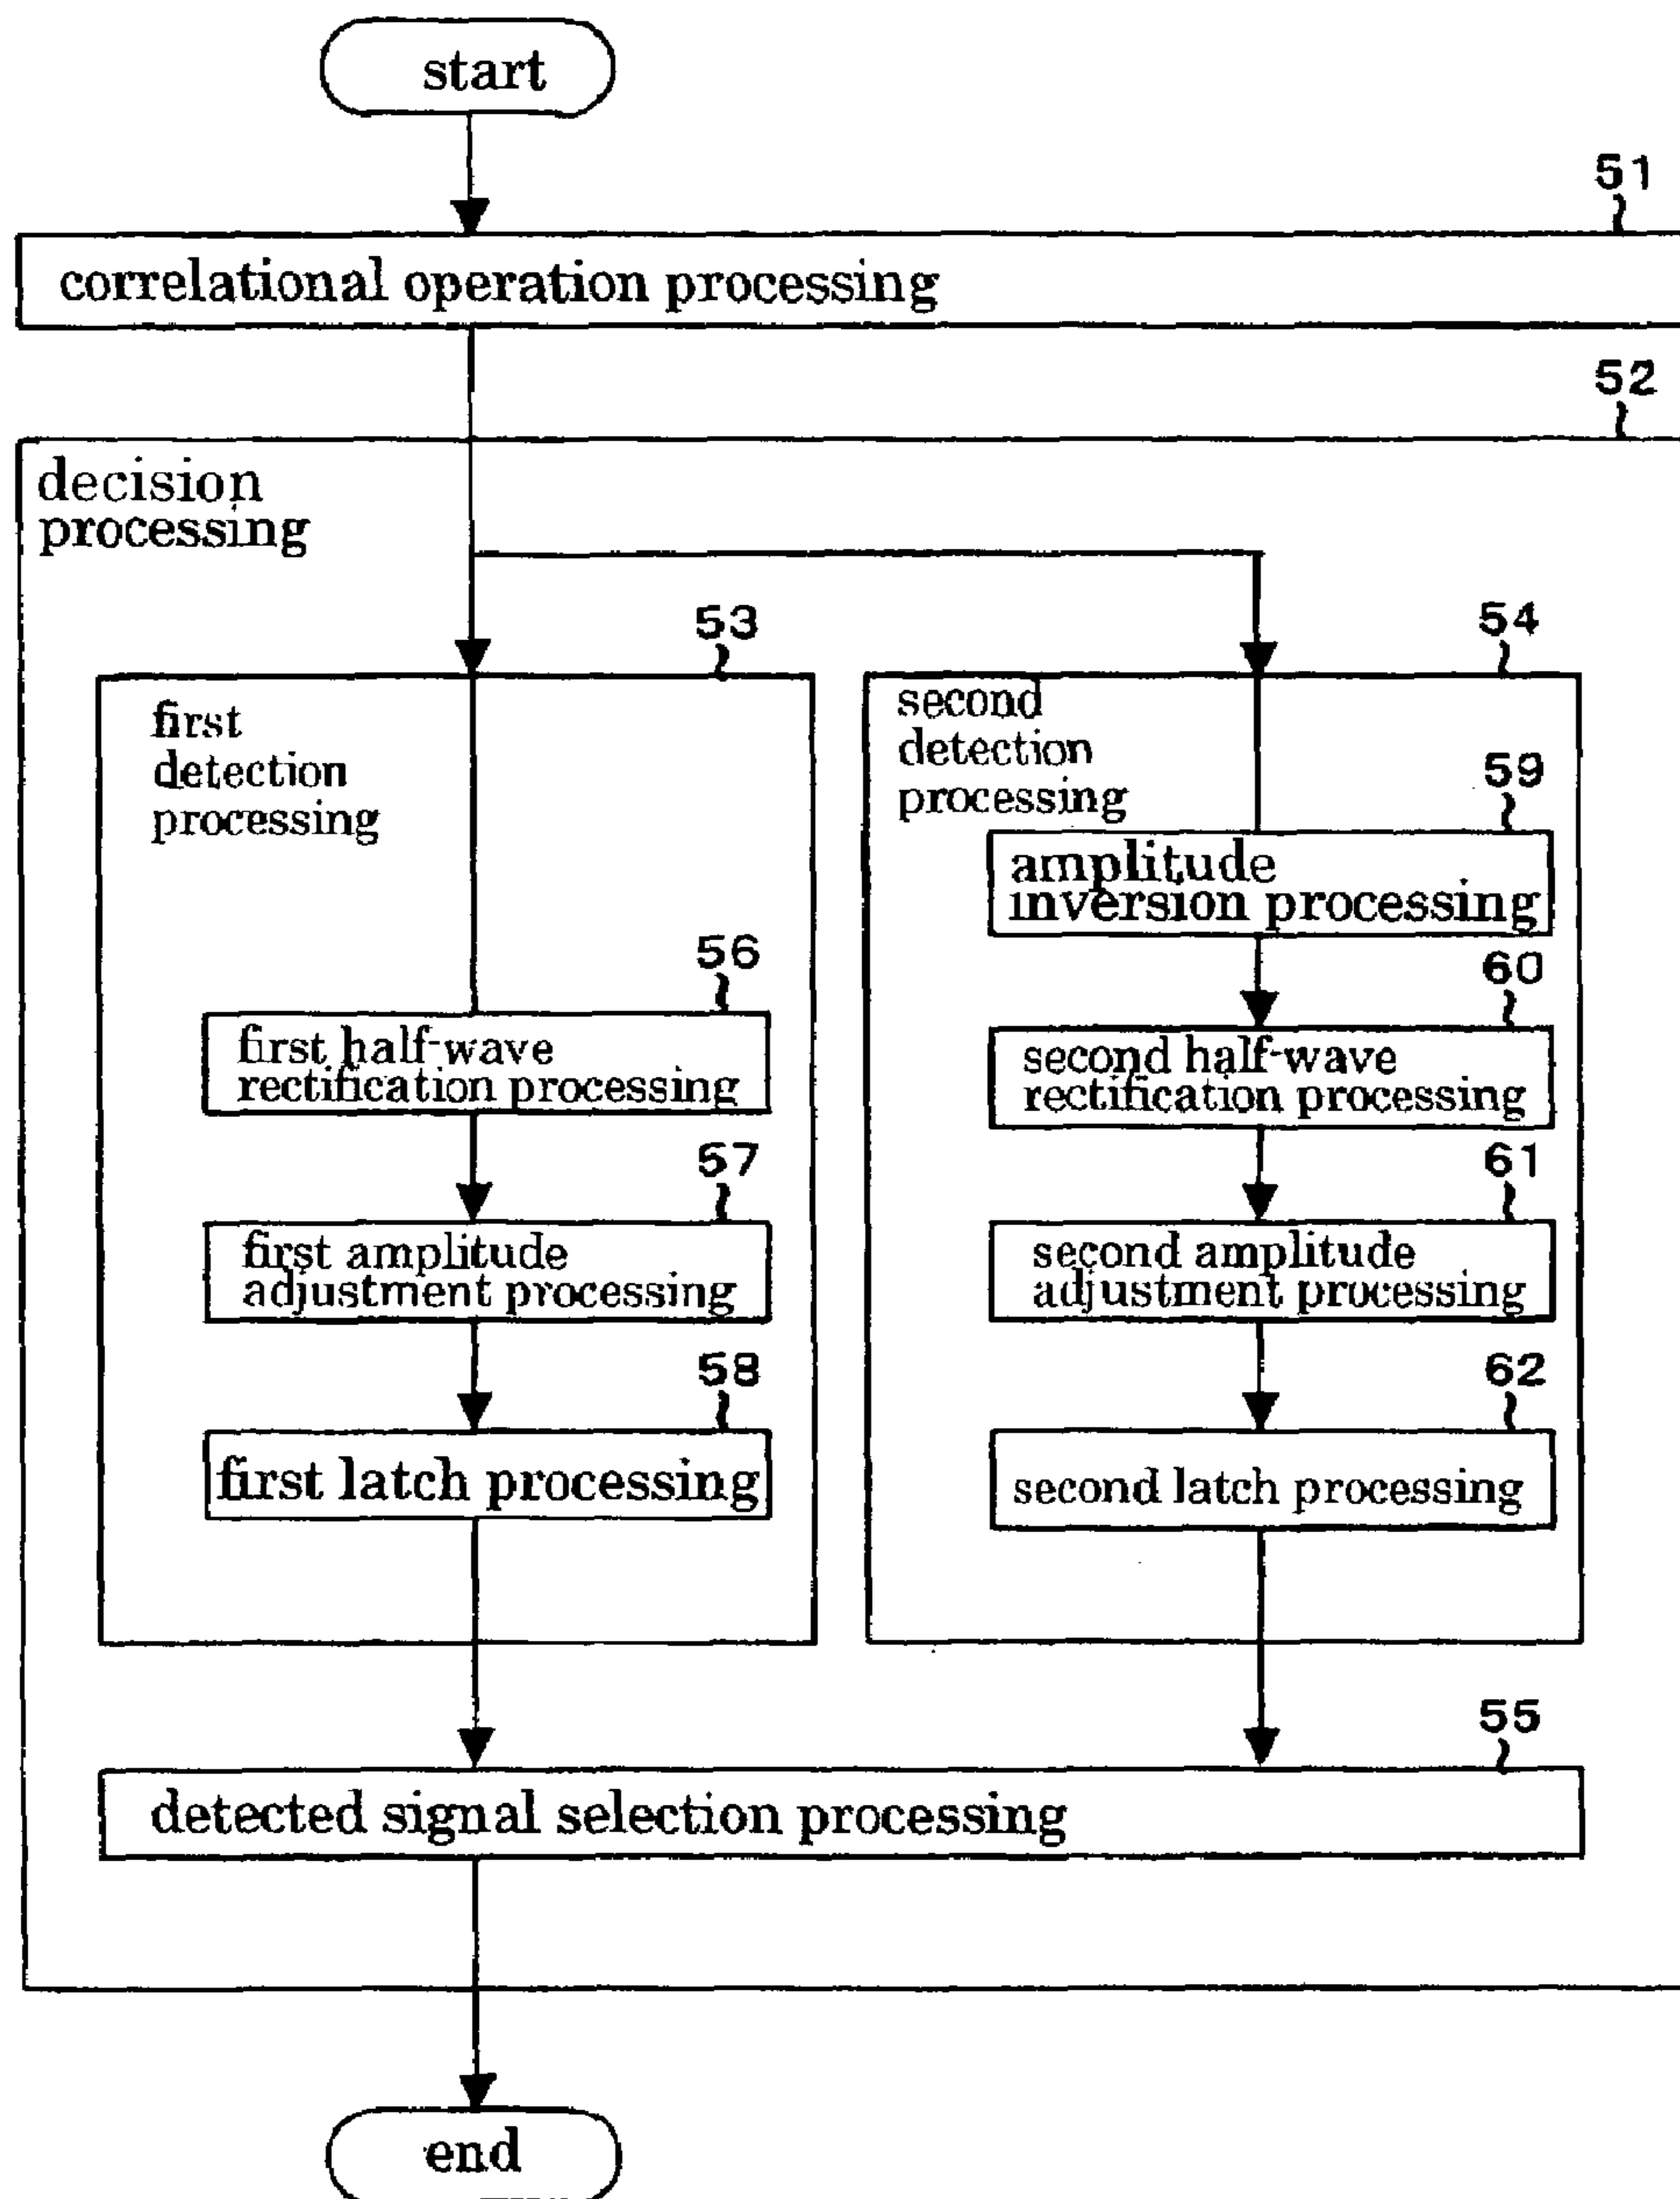 start
51
correlational operation processing
52
decision
processing
53
first
detection
processing
56
first half-wave
rectification processing
57
first amplitude
adjustment processing
58
first latch processing
54
second
detection
processing
59
amplitude
inversion processing
60
second half-wave
rectification processing
61
second amplitude
adjustment processing
62
second latch processing
55
detected signal selection processing
end